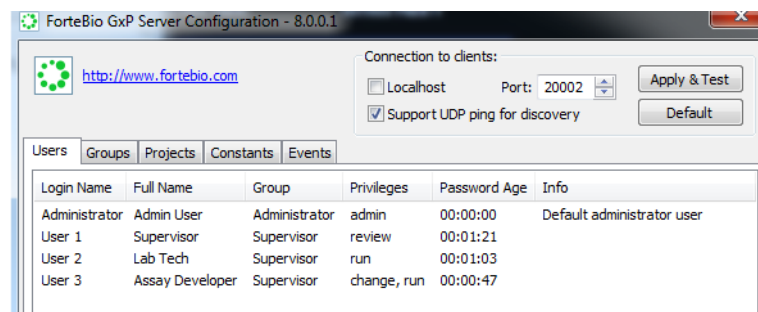 ForteBio GxP Server Configuration - 8.0.0.1
http://www.fortebio.com
Connection to clients:
Localhost Port: 20002 Apply & Test
Support UDP ping for discovery Default
Users Groups Projects Constants Events
Login Name Full Name Group Privileges Password Age Info
Administrator Admin User Administrator admin 00:00:00 Default administrator user
User 1 Supervisor Supervisor review 00:01:21
User 2 Lab Tech Supervisor run 00:01:03
User 3 Assay Developer Supervisor change, run 00:00:47